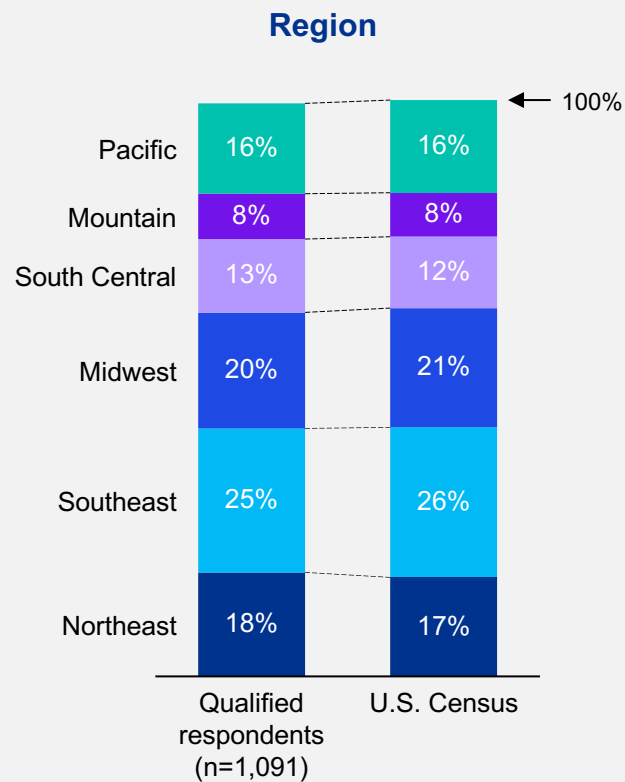 Region
100%
Pacific 16% 16%
Mountain 8% 8%
South Central 13% 12%
Midwest 20% 21%
Southeast 25% 26%
Northeast 18% 17%
Qualified
respondents
(n=1,091)
U.S. Census